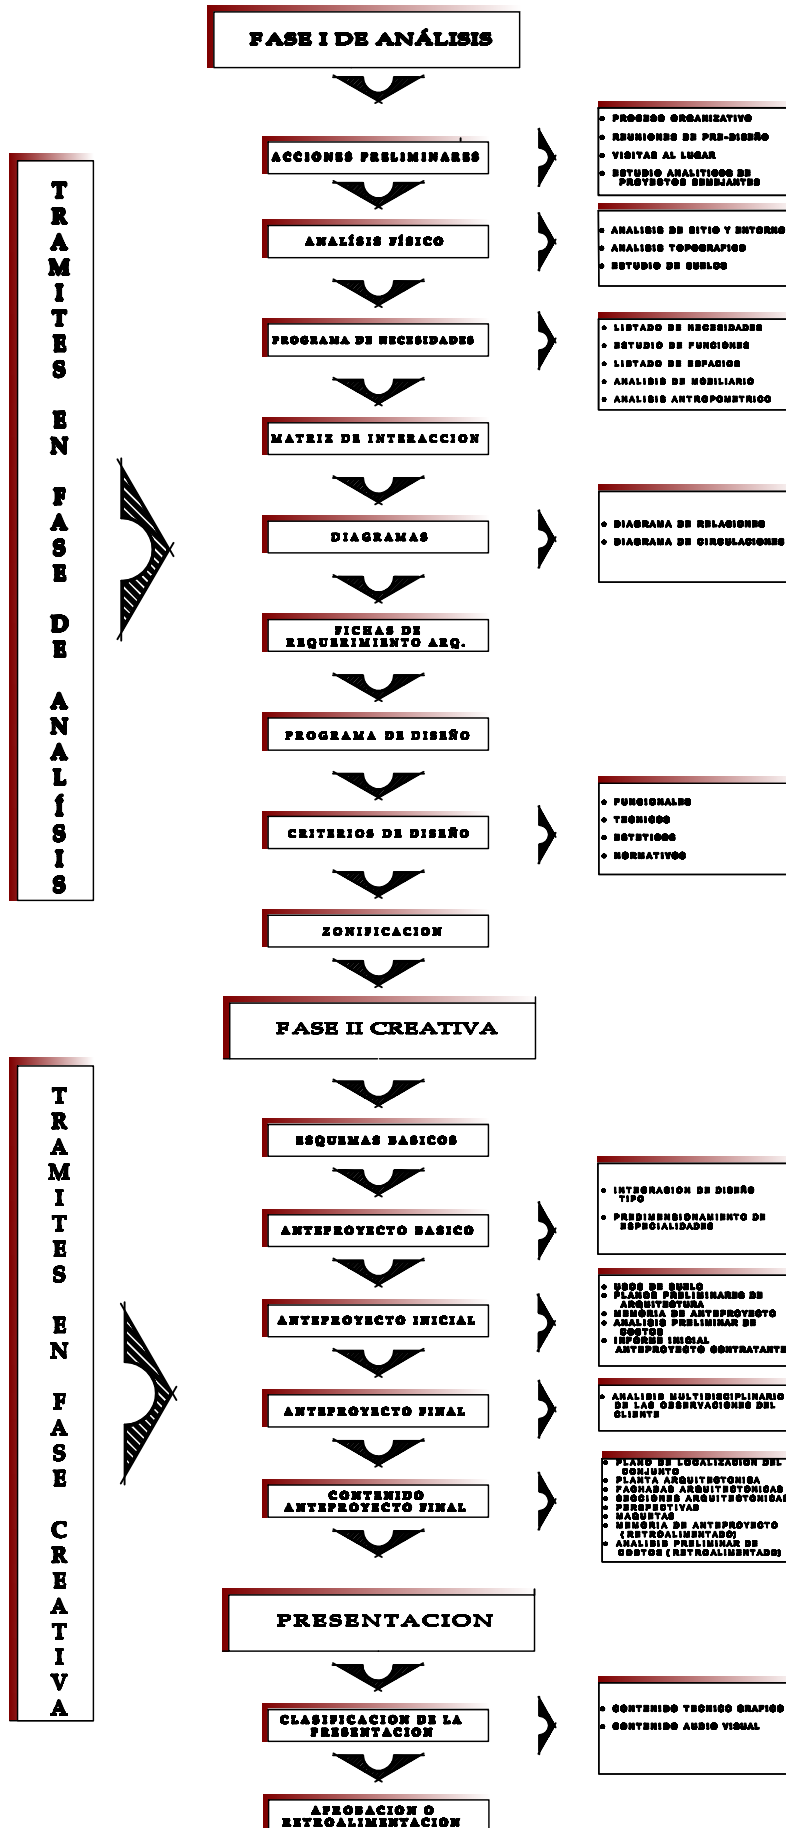 FASE I DE ANÁLISIS
TRAMITES EN FASE DE ANALÍSIS
ACCIONES PRELIMINARES
• PROCESO ORGANIZATIVO
• REUNIONES DE PRE-DISEÑO
• VISITAS AL LUGAR
• ESTUDIO ANALITICOS DE
PROYECTOS SEMEJANTES
ANALÍSIS FÍSICO
• ANALISIS DE SITIO Y ENTORNO
• ANALISIS TOPOGRAFICO
• ESTUDIO DE SUELOS
PROGRAMA DE NECESIDADES
• LISTADO DE NECESIDADES
• ESTUDIO DE FUNCIONES
• LISTADO DE ESPACIOS
• ANALISIS DE MOBILIARIO
• ANALISIS ANTROPOMETRICO
MATRIZ DE INTERACCION
DIAGRAMAS
• DIAGRAMA DE RELACIONES
• DIAGRAMA DE CIRCULACIONES
FICHAS DE
REQUERIMIENTO ARQ.
PROGRAMA DE DISEÑO
CRITERIOS DE DISEÑO
• FUNCIONALES
• TECNICOS
• ESTETICOS
• NORMATIVOS
ZONIFICACION
FASE II CREATIVA
TRAMITES EN FASE CREATIVA
ESQUEMAS BASICOS
ANTEPROYECTO BASICO
• INTEGRACION DE DISEÑO
TIPO
• PREDIMENSIONAMIENTO DE
ESPECIALIDADES
ANTEPROYECTO INICIAL
• USOS DE SUELO
• PLANOS PRELIMINARES DE
ARQUITECTURA
• MEMORIA DE ANTEPROYECTO
• ANALISIS PRELIMINAR DE
COSTOS
• INFORME INICIAL
ANTEPROYECTO CONTRATANTE
ANTEPROYECTO FINAL
• ANALISIS MULTIDISCIPLINARIO
DE LAS OBSERVACIONES DEL
CLIENTE
CONTENIDO
ANTEPROYECTO FINAL
• PLANO DE LOCALIZACION DEL
CONJUNTO
• PLANTA ARQUITECTONICA
• FACHADAS ARQUITECTONICAS
• SECCIONES ARQUITECTONICAS
• PERSPECTIVAS
• MAQUETAS
• MEMORIA DE ANTEPROYECTO
(RETROALIMENTADO)
• ANALISIS PRELIMINAR DE
COSTOS (RETROALIMENTADO)
PRESENTACION
CLASIFICACION DE LA
PRESENTACION
• CONTENIDO TECNICO GRAFICO
• CONTENIDO AUDIO VISUAL
APROBACION O
RETROALIMENTACION